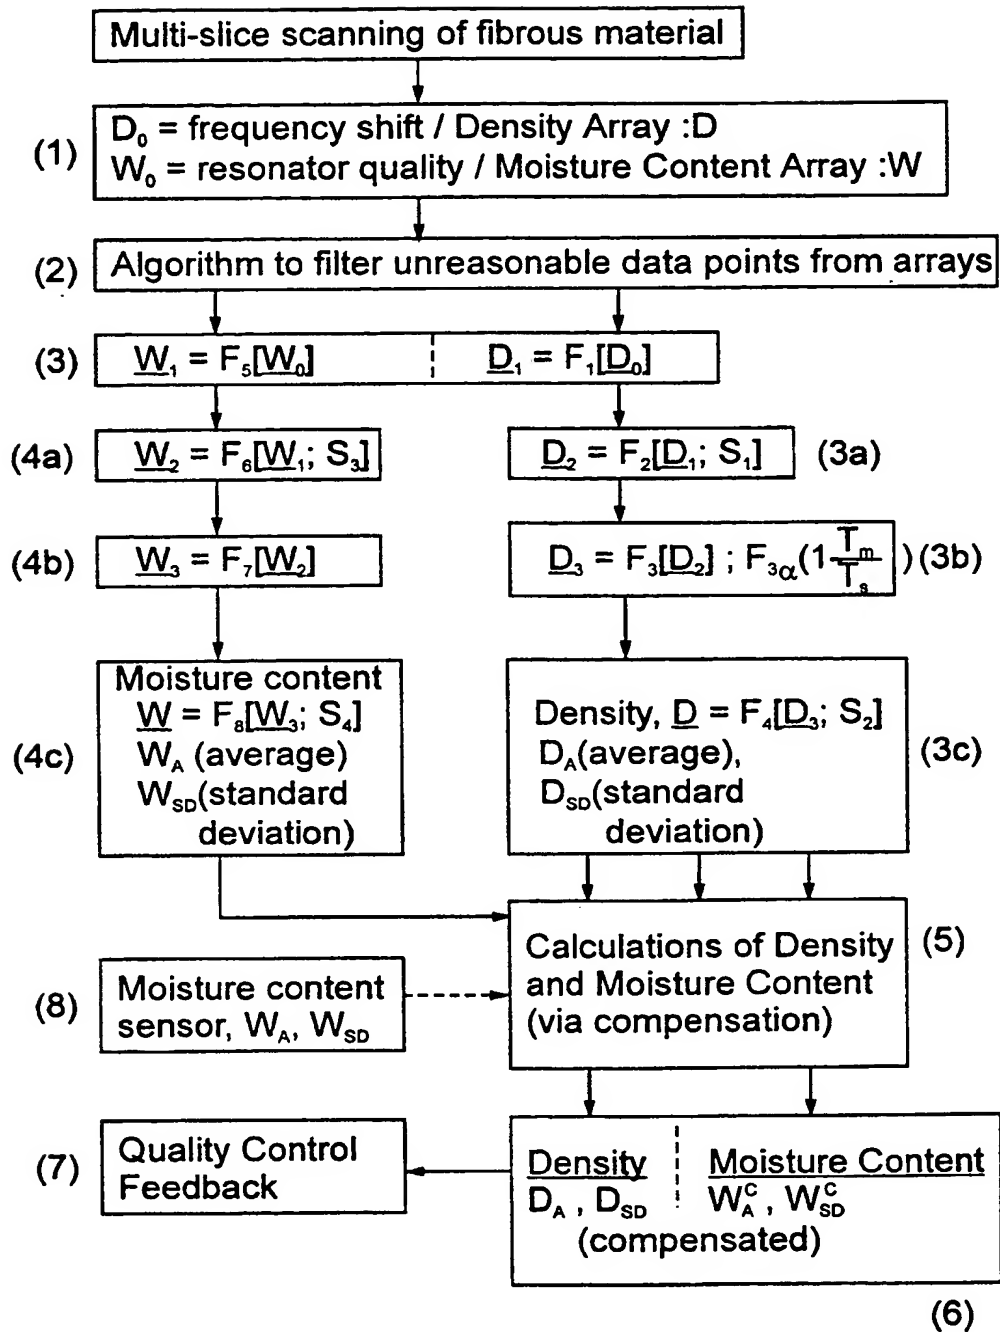 Multi-slice scanning of fibrous material
(1)
D₀ = frequency shift / Density Array :D
W₀ = resonator quality / Moisture Content Array :W
(2)
Algorithm to filter unreasonable data points from arrays
(3)
W₁ = F₅[W₀]
D₁ = F₁[D₀]
(4a)
W₂ = F₆[W₁; S₃]
D₂ = F₂[D₁; S₁]
(3a)
(4b)
W₃ = F₇[W₂]
D₃ = F₃[D₂] ; F₃α(1-Tₘ/Tₛ)
(3b)
(4c)
Moisture content
W = F₈[W₃; S₄]
W_A (average)
W_SD(standard
deviation)
Density, D = F₄[D₃; S₂]
D_A(average),
D_SD(standard
deviation)
(3c)
Calculations of Density
and Moisture Content
(via compensation)
(5)
(8)
Moisture content
sensor, W_A, W_SD
(7)
Quality Control
Feedback
Density
D_A , D_SD
Moisture Content
W_A^C, W_SD^C
(compensated)
(6)